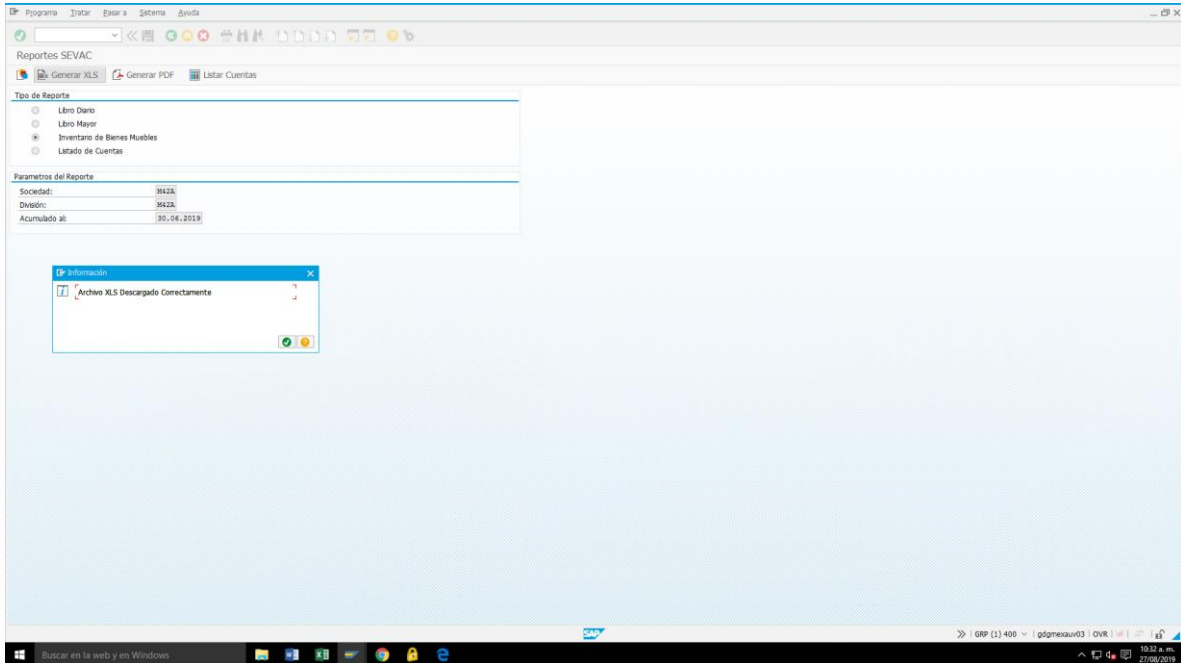 Programa Tratar Pasar a Sistema Ayuda
Reportes SEVAC
Generar XLS Generar PDF Listar Cuentas
Tipo de Reporte
Libro Diario
Libro Mayor
Inventario de Bienes Muebles
Listado de Cuentas
Parametros del Reporte
Sociedad: M42A
División: M42A
Acumulado al: 30.06.2019
Información
Archivo XLS Descargado Correctamente
SAP
GRP (1) 400 gdgmexauv03 OVR
Buscar en la web y en Windows
10:32 a. m.
27/08/2019